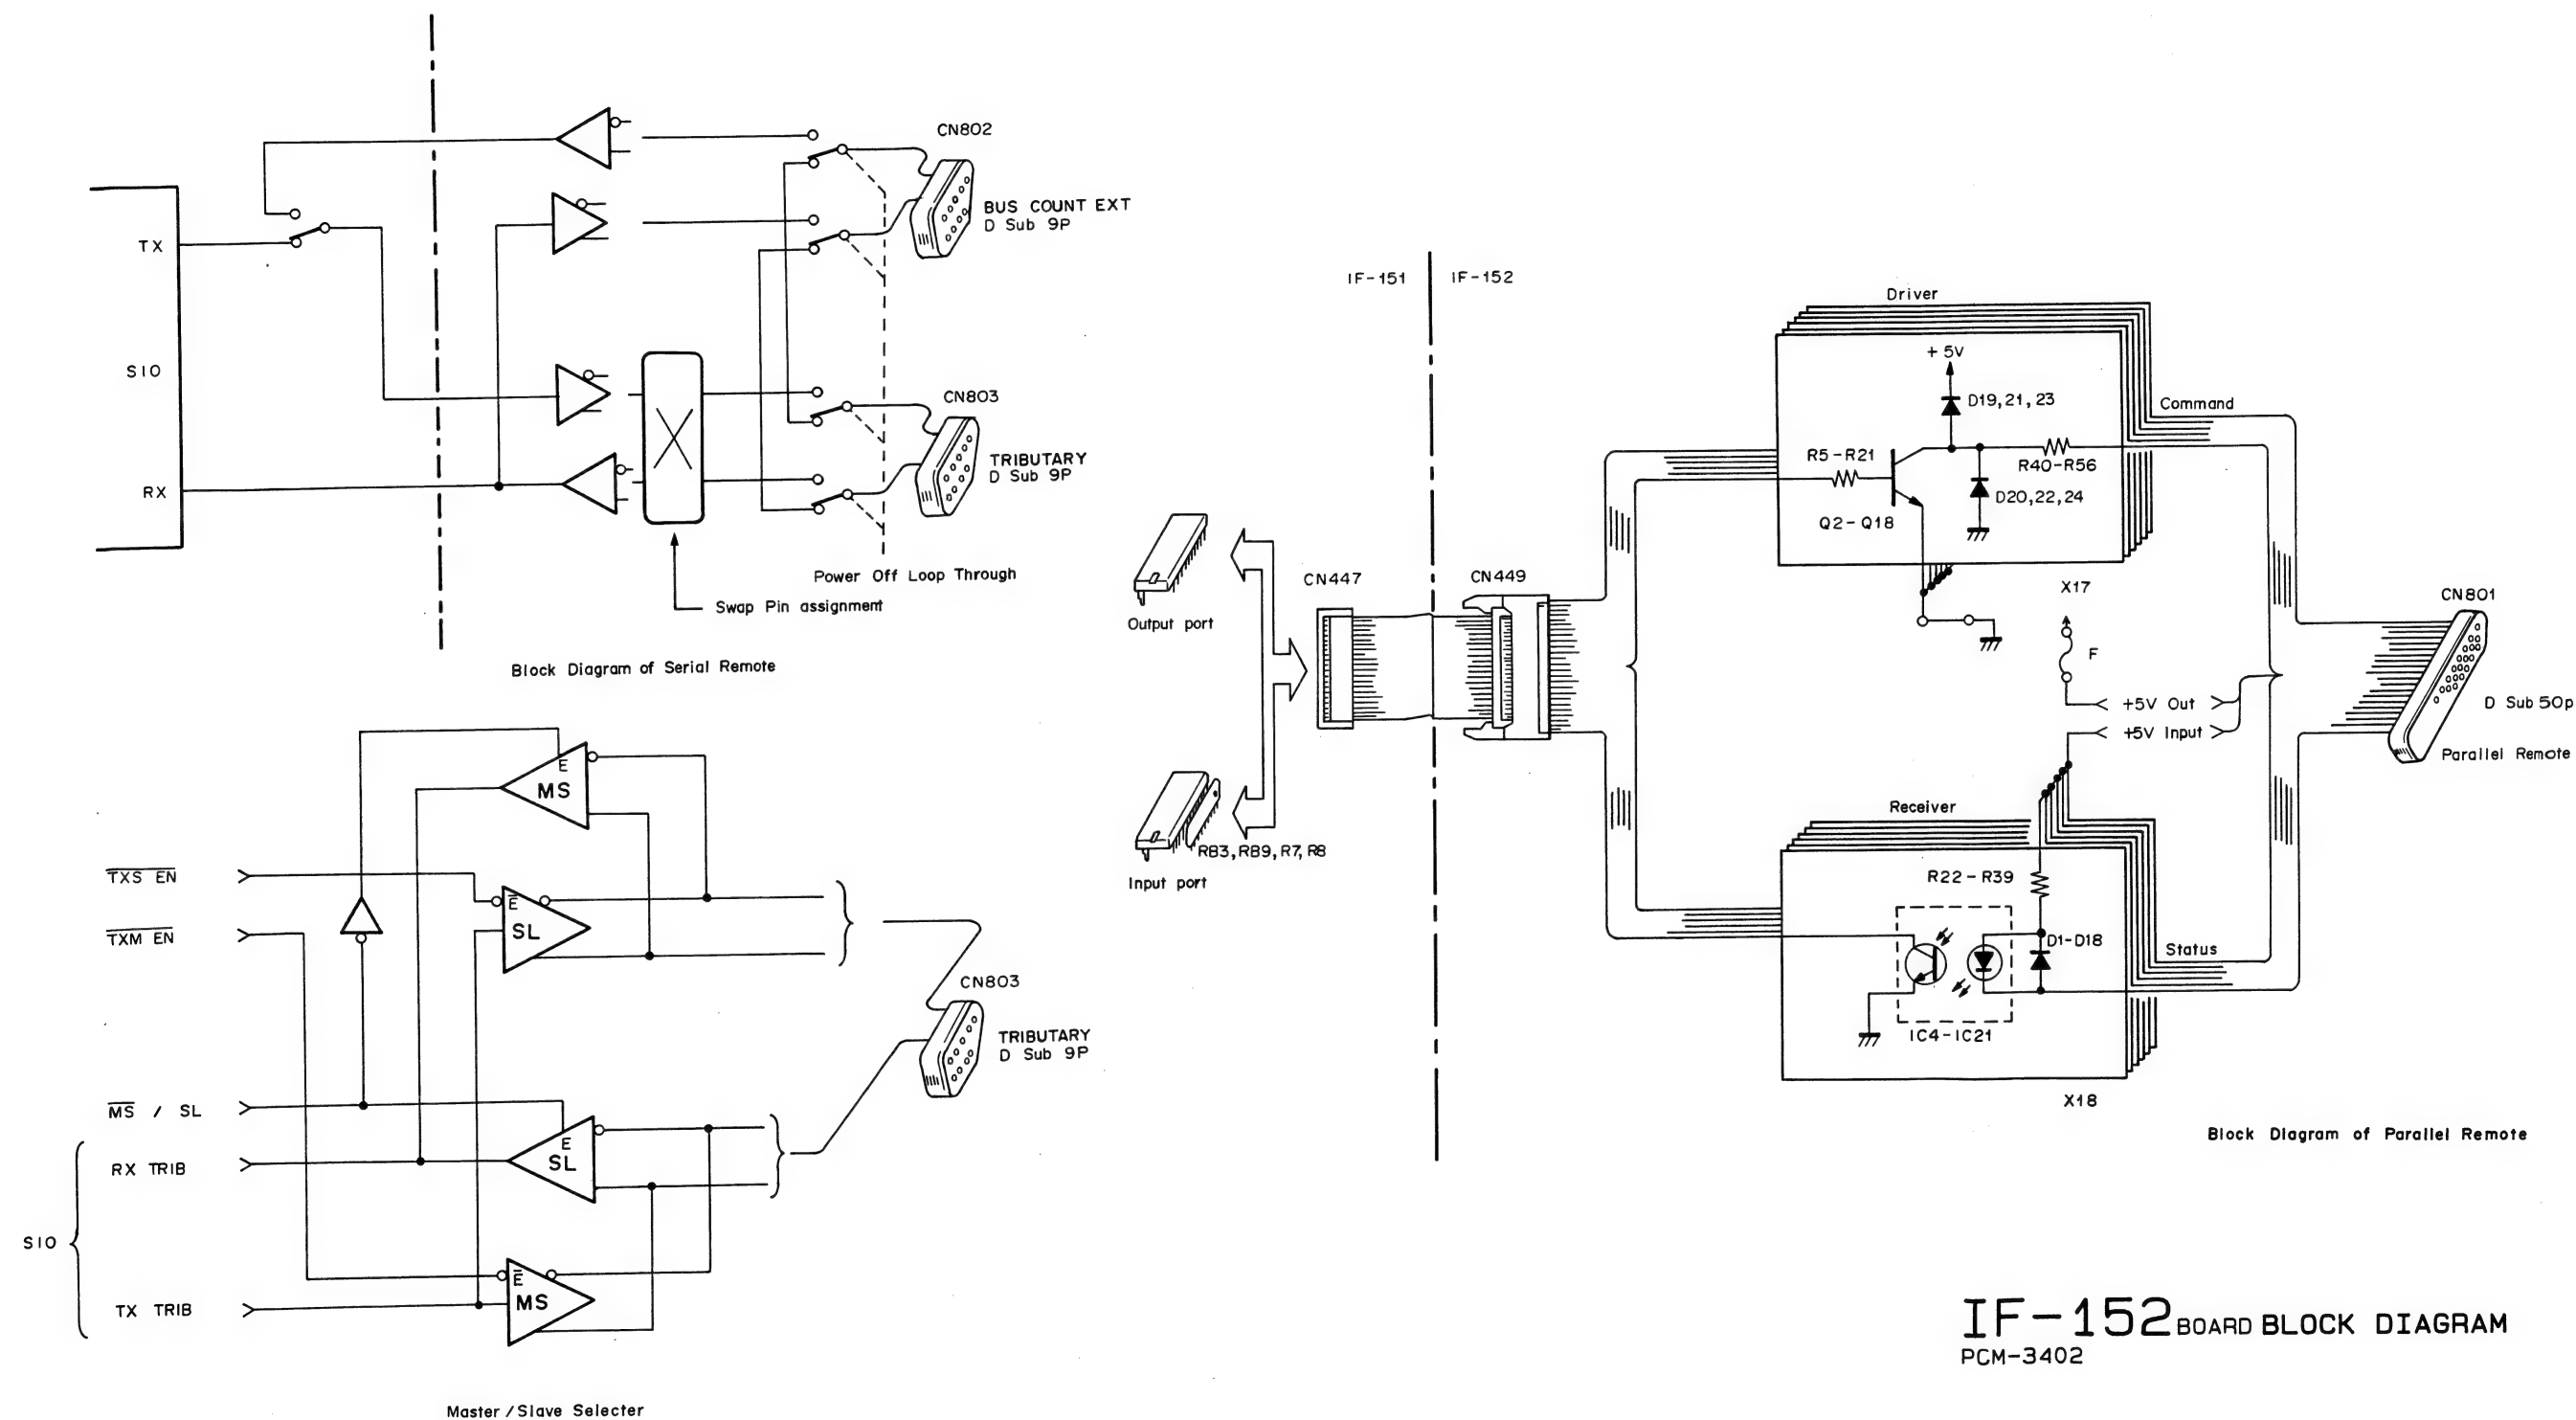 CN802
BUS COUNT EXT
D Sub 9P
TX
SIO
RX
CN803
TRIBUTARY
D Sub 9P
Power Off Loop Through
Swap Pin assignment
Block Diagram of Serial Remote
E
MS
TXS EN
E
SL
TXM EN
CN803
TRIBUTARY
D Sub 9P
MS / SL
E
SL
RX TRIB
SIO
E
MS
TX TRIB
Master / Slave Selecter
IF-151
IF-152
Output port
CN447
CN449
RB3, RB9, R7, R8
Input port
Driver
+5V
D19,21,23
Command
R5-R21
R40-R56
D20,22,24
Q2-Q18
X17
CN801
F
+5V Out
+5V Input
D Sub 50p
Parallel Remote
Receiver
R22-R39
D1-D18
Status
IC4-IC21
X18
Block Diagram of Parallel Remote
IF-152 BOARD BLOCK DIAGRAM
PCM-3402